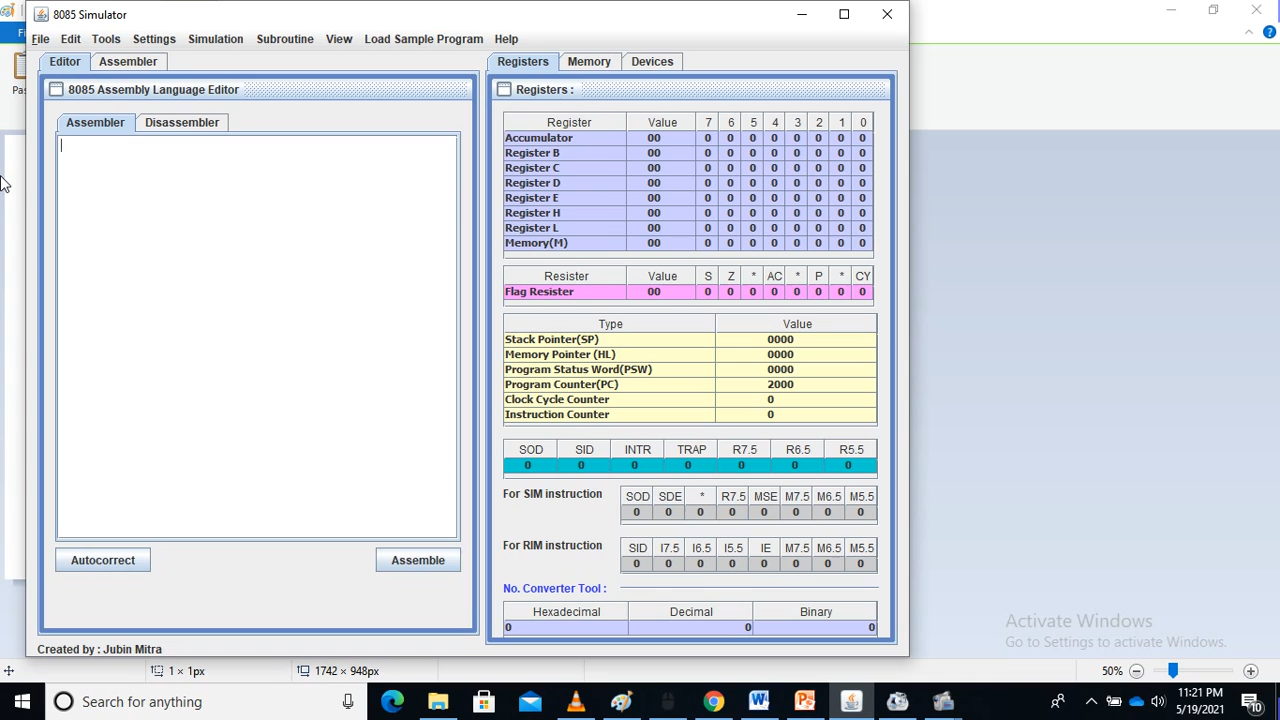 8085 Simulator
Fi
File Edit Tools Settings Simulation Subroutine View Load Sample Program Help
Editor Assembler
Registers Memory Devices
Pas
8085 Assembly Language Editor
Registers :
Assembler Disassembler
Register Value 7 6 5 4 3 2 1 0
Accumulator 00 0 0 0 0 0 0 0 0
Register B 00 0 0 0 0 0 0 0 0
Register C 00 0 0 0 0 0 0 0 0
Register D 00 0 0 0 0 0 0 0 0
Register E 00 0 0 0 0 0 0 0 0
Register H 00 0 0 0 0 0 0 0 0
Register L 00 0 0 0 0 0 0 0 0
Memory(M) 00 0 0 0 0 0 0 0 0
Resister Value S Z * AC * P * CY
Flag Resister 00 0 0 0 0 0 0 0 0
Type Value
Stack Pointer(SP) 0000
Memory Pointer (HL) 0000
Program Status Word(PSW) 0000
Program Counter(PC) 2000
Clock Cycle Counter 0
Instruction Counter 0
SOD SID INTR TRAP R7.5 R6.5 R5.5
0 0 0 0 0 0 0
For SIM instruction
SOD SDE * R7.5 MSE M7.5 M6.5 M5.5
0 0 0 0 0 0 0 0
For RIM instruction
SID I7.5 I6.5 I5.5 IE M7.5 M6.5 M5.5
0 0 0 0 0 0 0 0
Autocorrect Assemble
No. Converter Tool :
Hexadecimal Decimal Binary
0 0 0
Created by : Jubin Mitra
Activate Windows
Go to Settings to activate Windows.
1 × 1px 1742 × 948px 50%
Search for anything
11:21 PM
5/19/2021
10